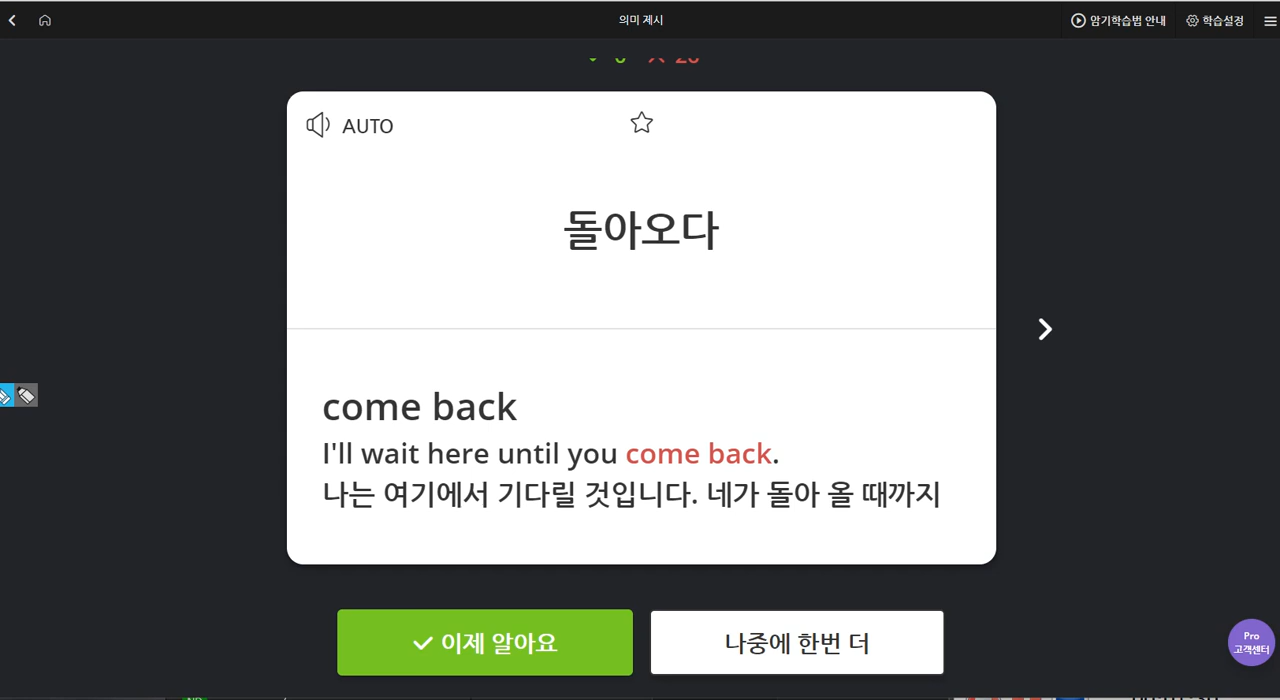 의미 제시
암기학습법 안내
학습설정
AUTO
돌아오다
come back
I'll wait here until you come back.
나는 여기에서 기다릴 것입니다. 네가 돌아 올 때까지
이제 알아요
나중에 한번 더
Pro
고객센터